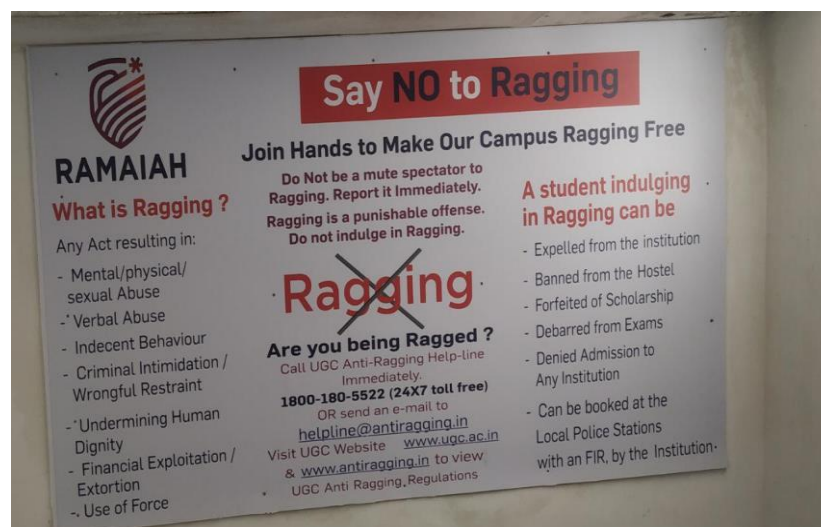 RAMAIAH
What is Ragging ?
Any Act resulting in:
- Mental/physical/
sexual Abuse
- Verbal Abuse
- Indecent Behaviour
- Criminal Intimidation /
Wrongful Restraint
- Undermining Human
Dignity
- Financial Exploitation /
Extortion
- Use of Force
Say NO to Ragging
Join Hands to Make Our Campus Ragging Free
Do Not be a mute spectator to
Ragging. Report it Immediately.
Ragging is a punishable offense.
Do not indulge in Ragging.
Ragging
Are you being Ragged ?
Call UGC Anti-Ragging Help-line
Immediately.
1800-180-5522 (24X7 toll free)
OR send an e-mail to
helpline@antiragging.in
Visit UGC Website www.ugc.ac.in
& www.antiragging.in to view
UGC Anti Ragging Regulations
A student indulging
in Ragging can be
- Expelled from the institution
- Banned from the Hostel
- Forfeited of Scholarship
- Debarred from Exams
- Denied Admission to
Any Institution
- Can be booked at the
Local Police Stations
with an FIR, by the Institution